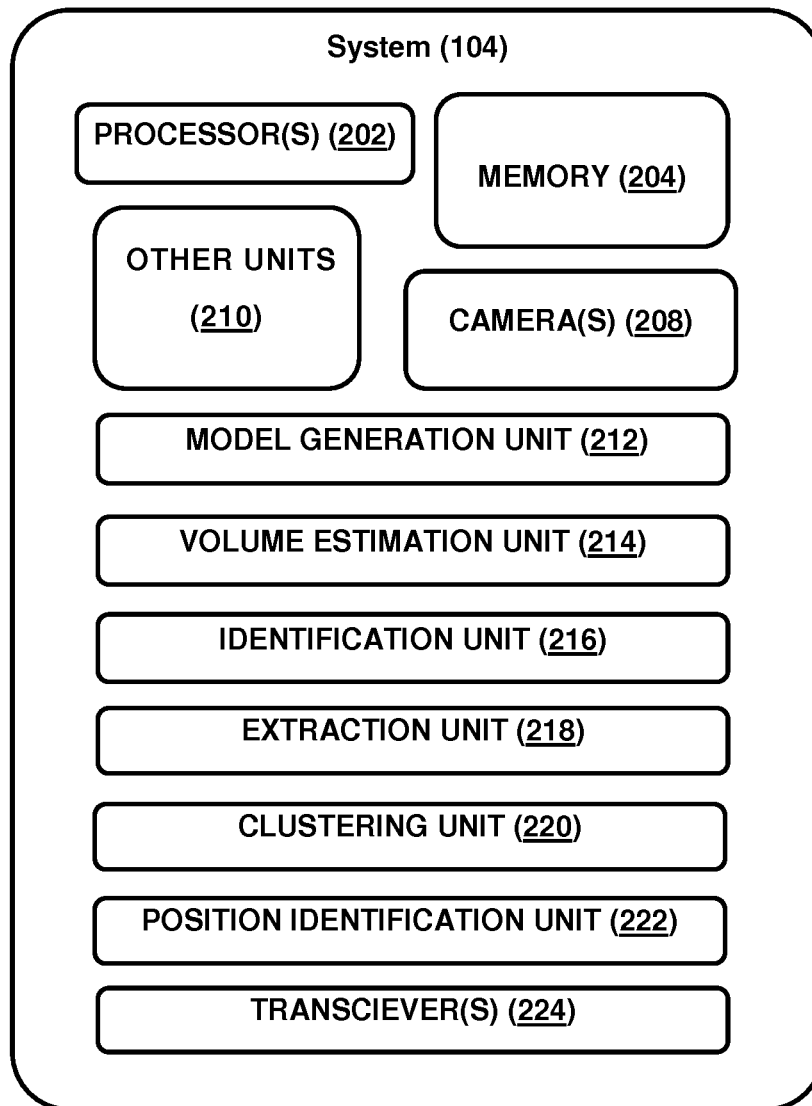 System (104)
PROCESSOR(S) (202)
MEMORY (204)
OTHER UNITS
(210)
CAMERA(S) (208)
MODEL GENERATION UNIT (212)
VOLUME ESTIMATION UNIT (214)
IDENTIFICATION UNIT (216)
EXTRACTION UNIT (218)
CLUSTERING UNIT (220)
POSITION IDENTIFICATION UNIT (222)
TRANSCIEVER(S) (224)